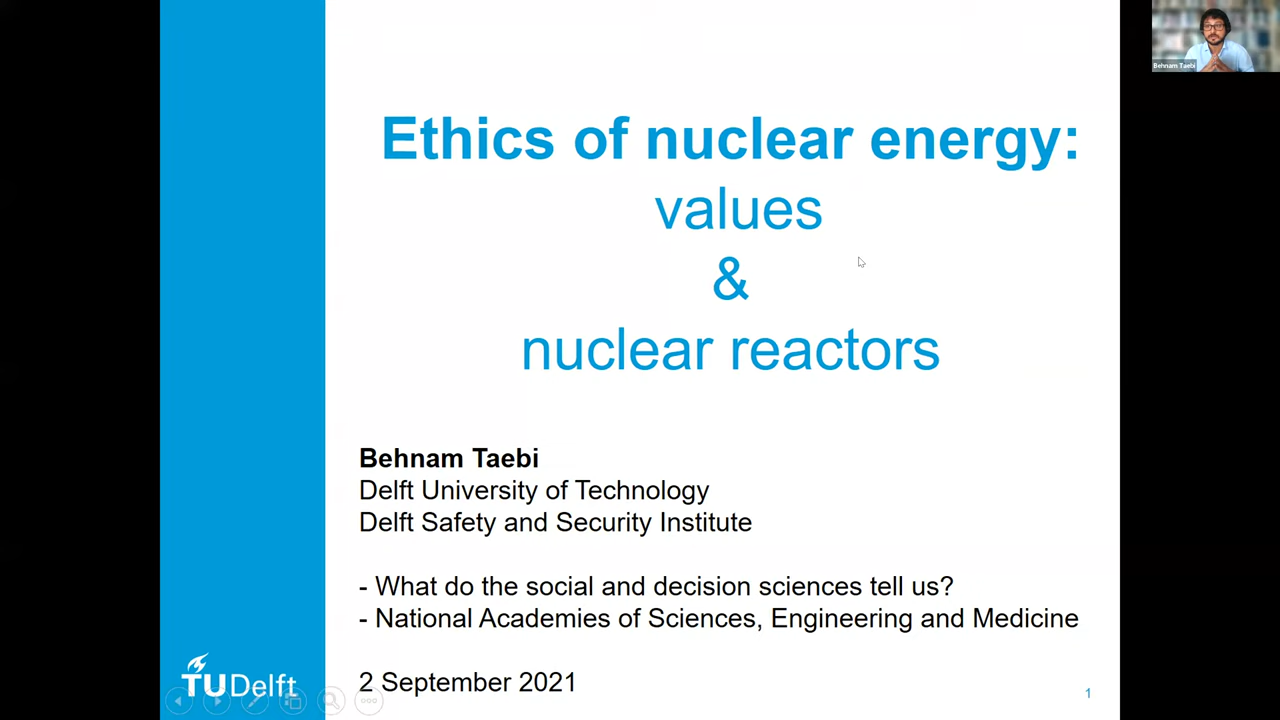 Behnam Taebi
Ethics of nuclear energy:
values
&
nuclear reactors
Behnam Taebi
Delft University of Technology
Delft Safety and Security Institute
- What do the social and decision sciences tell us?
- National Academies of Sciences, Engineering and Medicine
2 September 2021
TUDelft
1